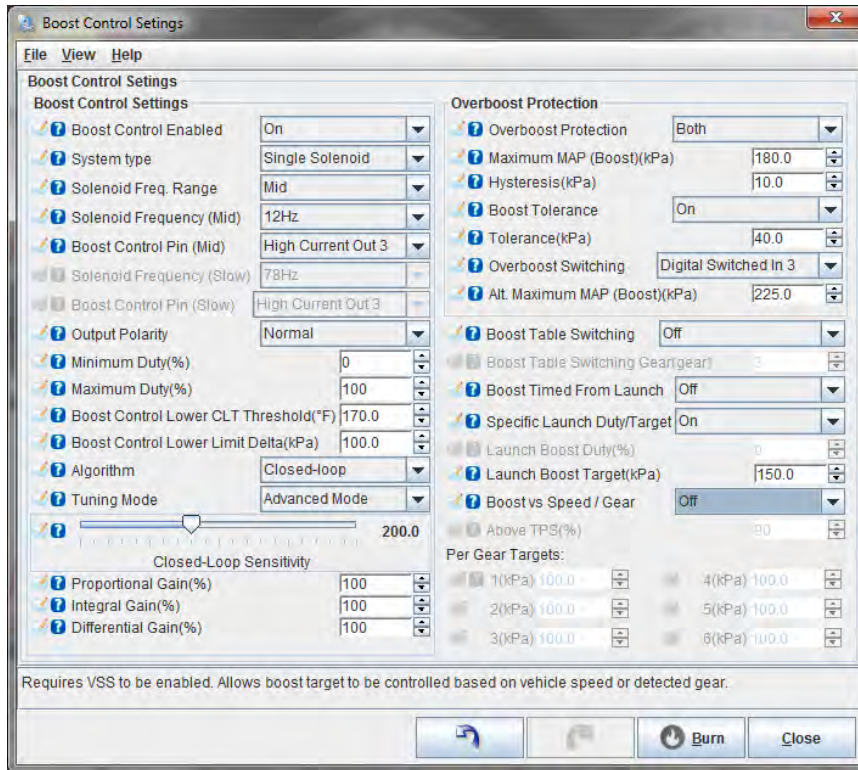 Boost Control Setings
File View Help
Boost Control Setings
Boost Control Settings
Boost Control Enabled On
System type Single Solenoid
Solenoid Freq. Range Mid
Solenoid Frequency (Mid) 12Hz
Boost Control Pin (Mid) High Current Out 3
Solenoid Frequency (Slow) 78Hz
Boost Control Pin (Slow) High Current Out 3
Output Polarity Normal
Minimum Duty(%) 0
Maximum Duty(%) 100
Boost Control Lower CLT Threshold(°F) 170.0
Boost Control Lower Limit Delta(kPa) 100.0
Algorithm Closed-loop
Tuning Mode Advanced Mode
200.0
Closed-Loop Sensitivity
Proportional Gain(%) 100
Integral Gain(%) 100
Differential Gain(%) 100
Overboost Protection
Overboost Protection Both
Maximum MAP (Boost)(kPa) 180.0
Hysteresis(kPa) 10.0
Boost Tolerance On
Tolerance(kPa) 40.0
Overboost Switching Digital Switched In 3
Alt. Maximum MAP (Boost)(kPa) 225.0
Boost Table Switching Off
Boost Table Switching Gear(gear)
Boost Timed From Launch Off
Specific Launch Duty/Target On
Launch Boost Duty(%) 0
Launch Boost Target(kPa) 150.0
Boost vs Speed / Gear Off
Above TPS(%) 90
Per Gear Targets:
1(kPa) 100.0 4(kPa) 100.0
2(kPa) 100.0 5(kPa) 100.0
3(kPa) 100.0 6(kPa) 100.0
Requires VSS to be enabled. Allows boost target to be controlled based on vehicle speed or detected gear.
Burn Close